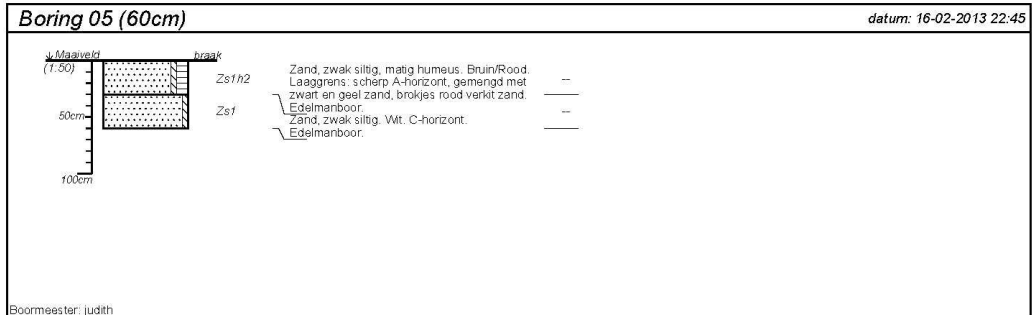 Boring 05 (60cm)
datum: 16-02-2013 22:45
Maaiveld
braak
(1:50)
Zs1h2
Zand, zwak siltig, matig humeus. Bruin/Rood.
Laaggrens: scherp A-horizont, gemengd met
zwart en geel zand, brokjes rood verkit zand.
Edelmanboor.
--
50cm
Zs1
Zand, zwak siltig. Wit. C-horizont.
Edelmanboor.
--
100cm
Boormeester: judith